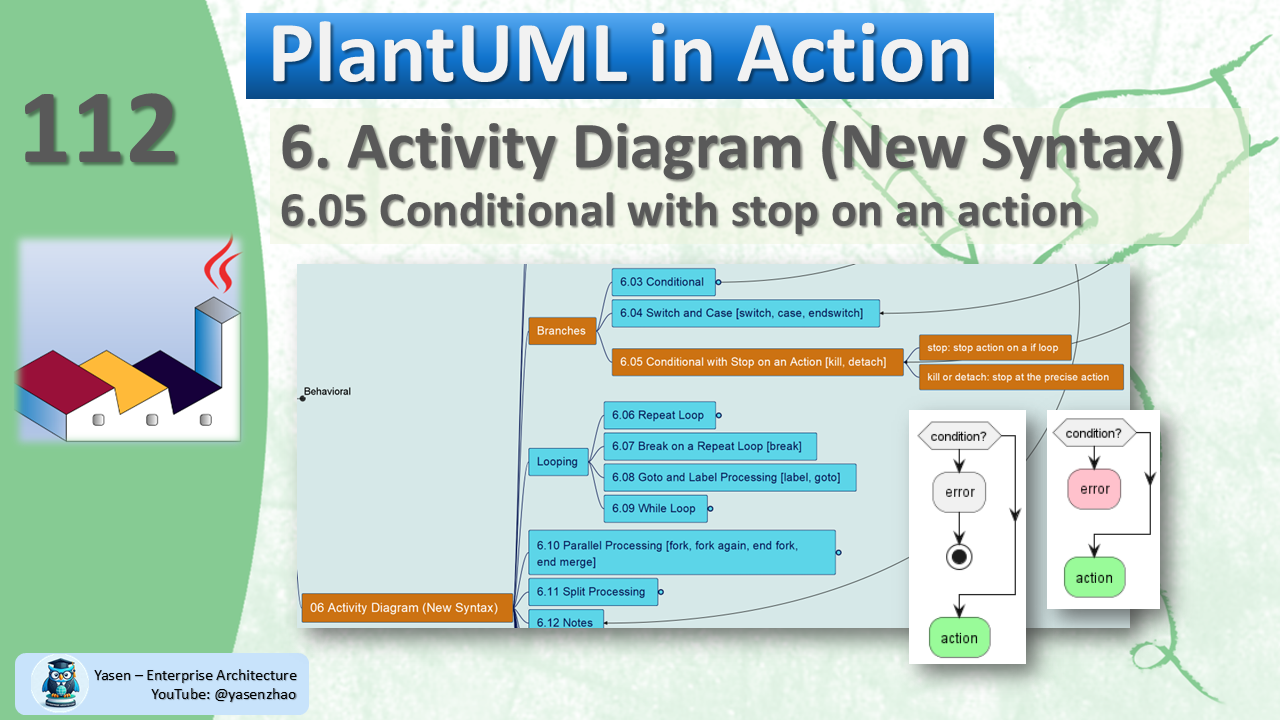 PlantUML in Action
112
6. Activity Diagram (New Syntax)
6.05 Conditional with stop on an action
6.03 Conditional
6.04 Switch and Case [switch, case, endswitch]
Branches
6.05 Conditional with Stop on an Action [kill, detach]
stop: stop action on a if loop
kill or detach: stop at the precise action
Behavioral
6.06 Repeat Loop
6.07 Break on a Repeat Loop [break]
Looping
6.08 Goto and Label Processing [label, goto]
6.09 While Loop
6.10 Parallel Processing [fork, fork again, end fork,
end merge]
6.11 Split Processing
06 Activity Diagram (New Syntax)
6.12 Notes
condition?
error
action
condition?
error
action
Yasen – Enterprise Architecture
YouTube: @yasenzhao